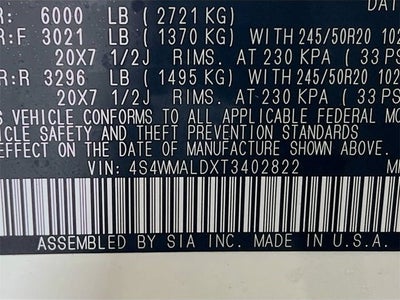 DAT
R: 6000 LB (2721 KG)
R:F 3021 LB (1370 KG) WITH 245/50R20 102
20X7 1/2J RIMS. AT 230 KPA (33 PS
R:R 3296 LB (1495 KG) WITH 245/50R20 102
20X7 1/2J RIMS. AT 230 KPA (33 PS
S VEHICLE CONFORMS TO ALL APPLICABLE FEDERAL MO
VEHICLE SAFETY AND THEFT PREVENTION STANDARDS
EFFECT ON THE DATE OF MANUFACTURE SHOWN ABOVE.
VIN: 4S4WMALDXT3402822 M
ASSEMBLED BY SIA INC. MADE IN U.S.A.